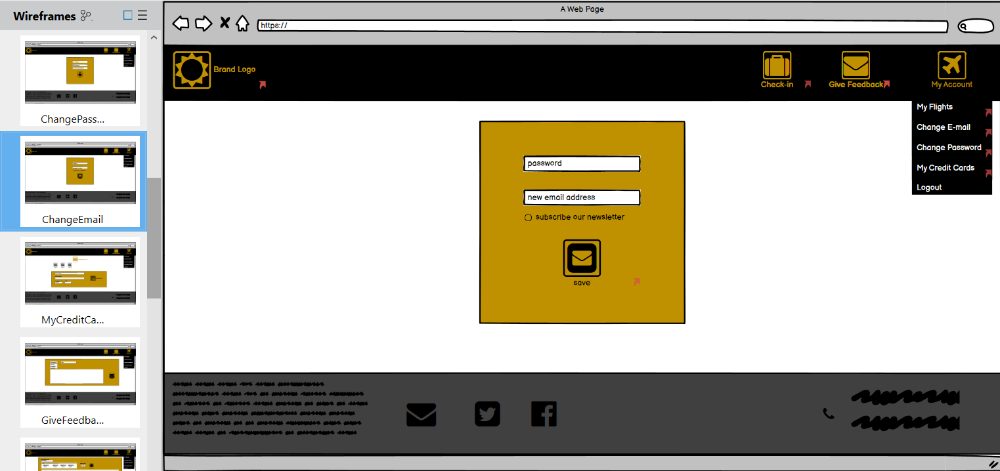 Wireframes
ChangePass...
ChangeEmail
MyCreditCa...
GiveFeedba...
A Web Page
https://
Brand Logo
Check-in
Give Feedback
My Account
My Flights
Change E-mail
Change Password
My Credit Cards
Logout
password
new email address
subscribe our newsletter
save